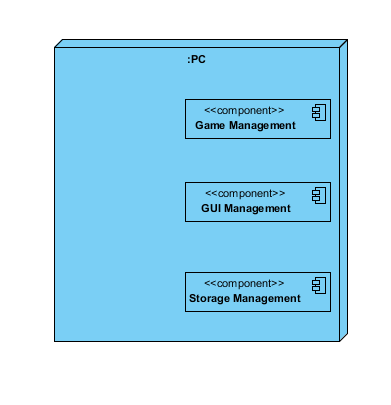 :PC
<<component>>
Game Management
<<component>>
GUI Management
<<component>>
Storage Management